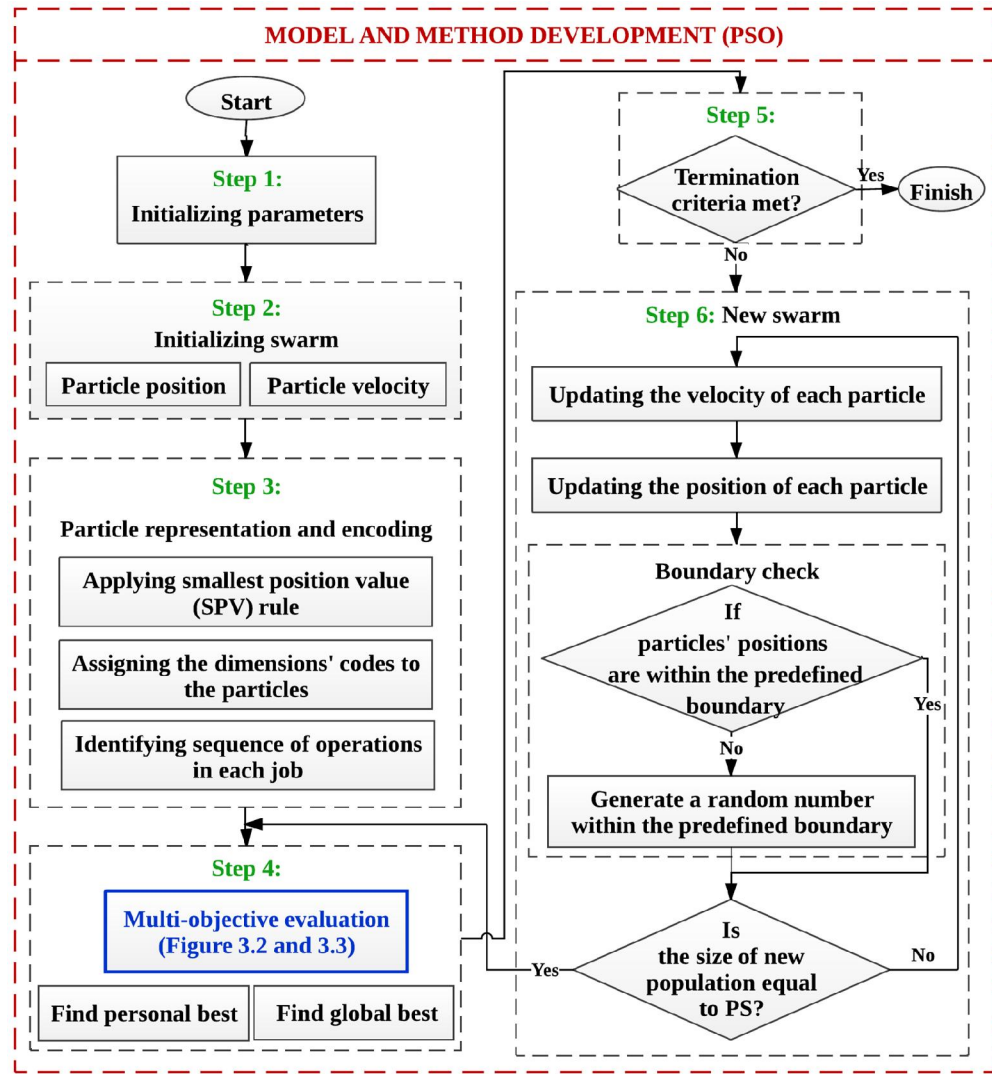 MODEL AND METHOD DEVELOPMENT (PSO)
Start
Step 1:
Initializing parameters
Step 2:
Initializing swarm
Particle position
Particle velocity
Step 3:
Particle representation and encoding
Applying smallest position value
(SPV) rule
Assigning the dimensions' codes to
the particles
Identifying sequence of operations
in each job
Step 4:
Multi-objective evaluation
(Figure 3.2 and 3.3)
Find personal best
Find global best
Step 5:
Termination
criteria met?
Yes
Finish
No
Step 6: New swarm
Updating the velocity of each particle
Updating the position of each particle
Boundary check
If
particles' positions
are within the predefined
boundary
Yes
No
Generate a random number
within the predefined boundary
Is
the size of new
population equal
to PS?
Yes
No